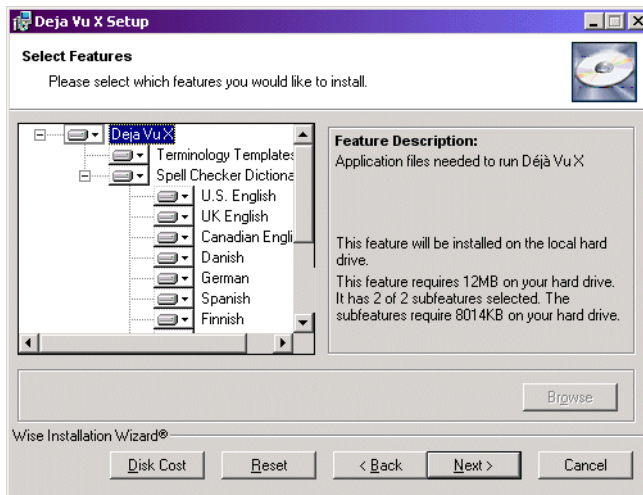 Deja Vu X Setup
Select Features
Please select which features you would like to install.
Deja Vu X
Terminology Templates
Spell Checker Dictiona
U.S. English
UK English
Canadian Engli
Danish
German
Spanish
Finnish
Feature Description:
Application files needed to run Déjà Vu X
This feature will be installed on the local hard
drive.
This feature requires 12MB on your hard drive.
It has 2 of 2 subfeatures selected. The
subfeatures require 8014KB on your hard drive.
Browse
Wise Installation Wizard®
Disk Cost
Reset
< Back
Next >
Cancel